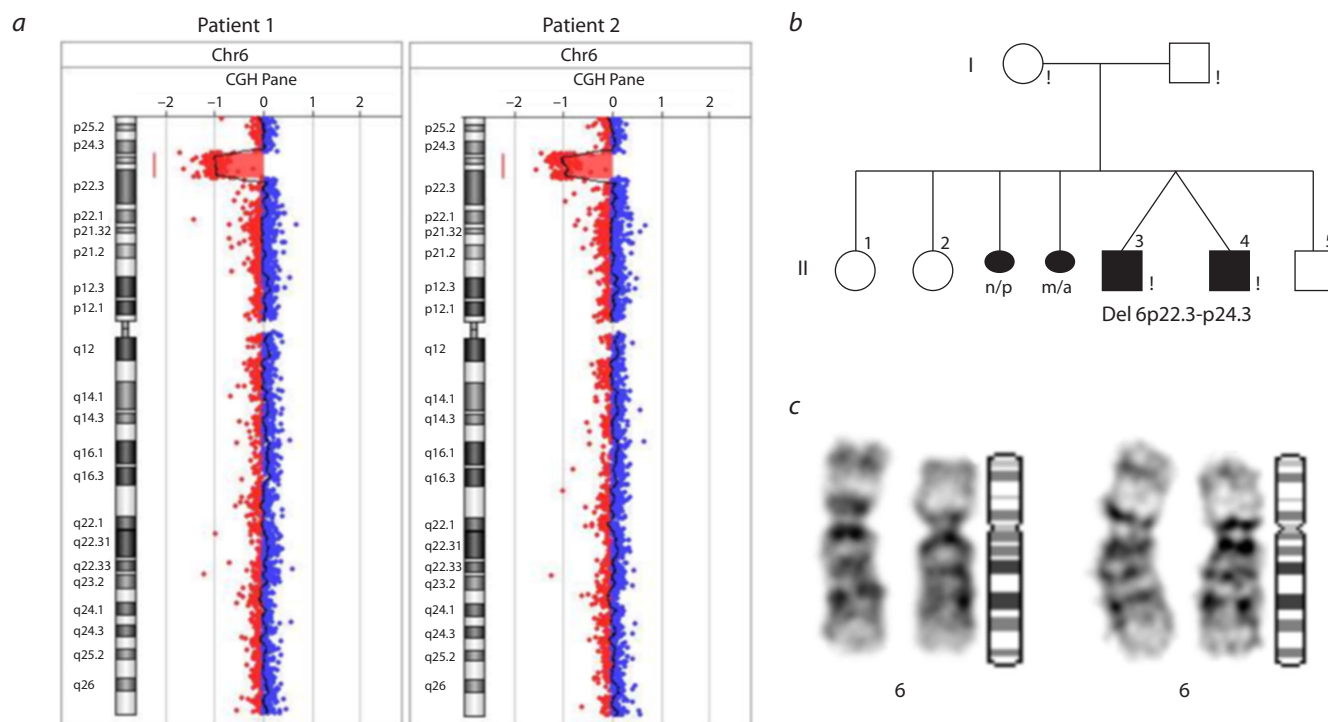 a
Patient 1
Chr6
CGH Pane
−2 −1 0 1 2
p25.2
p24.3
p22.3
p22.1
p21.32
p21.2
p12.3
p12.1
q12
q14.1
q14.3
q16.1
q16.3
q22.1
q22.31
q22.33
q23.2
q24.1
q24.3
q25.2
q26
Patient 2
Chr6
CGH Pane
−2 −1 0 1 2
p25.2
p24.3
p22.3
p22.1
p21.32
p21.2
p12.3
p12.1
q12
q14.1
q14.3
q16.1
q16.3
q22.1
q22.31
q22.33
q23.2
q24.1
q24.3
q25.2
q26
b
I
! !
1 2 3 4
II
n/p m/a ! !
Del 6p22.3-p24.3
c
6 6